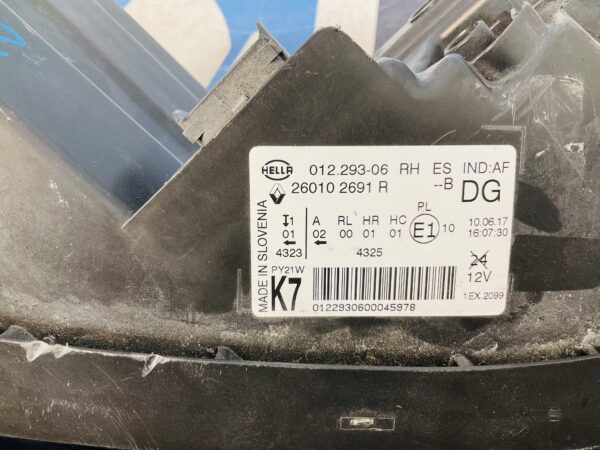 HELLA 012.293-06 RH ES IND:AF
26010 2691 R --B DG
MADE IN SLOVENIA
PL
1 A RL HR HC E1 10 10.06.17
01 02 00 01 01 16:07:30
4323 4325
24
12V
PY21W
K7
1EX.2099
0122930600045978